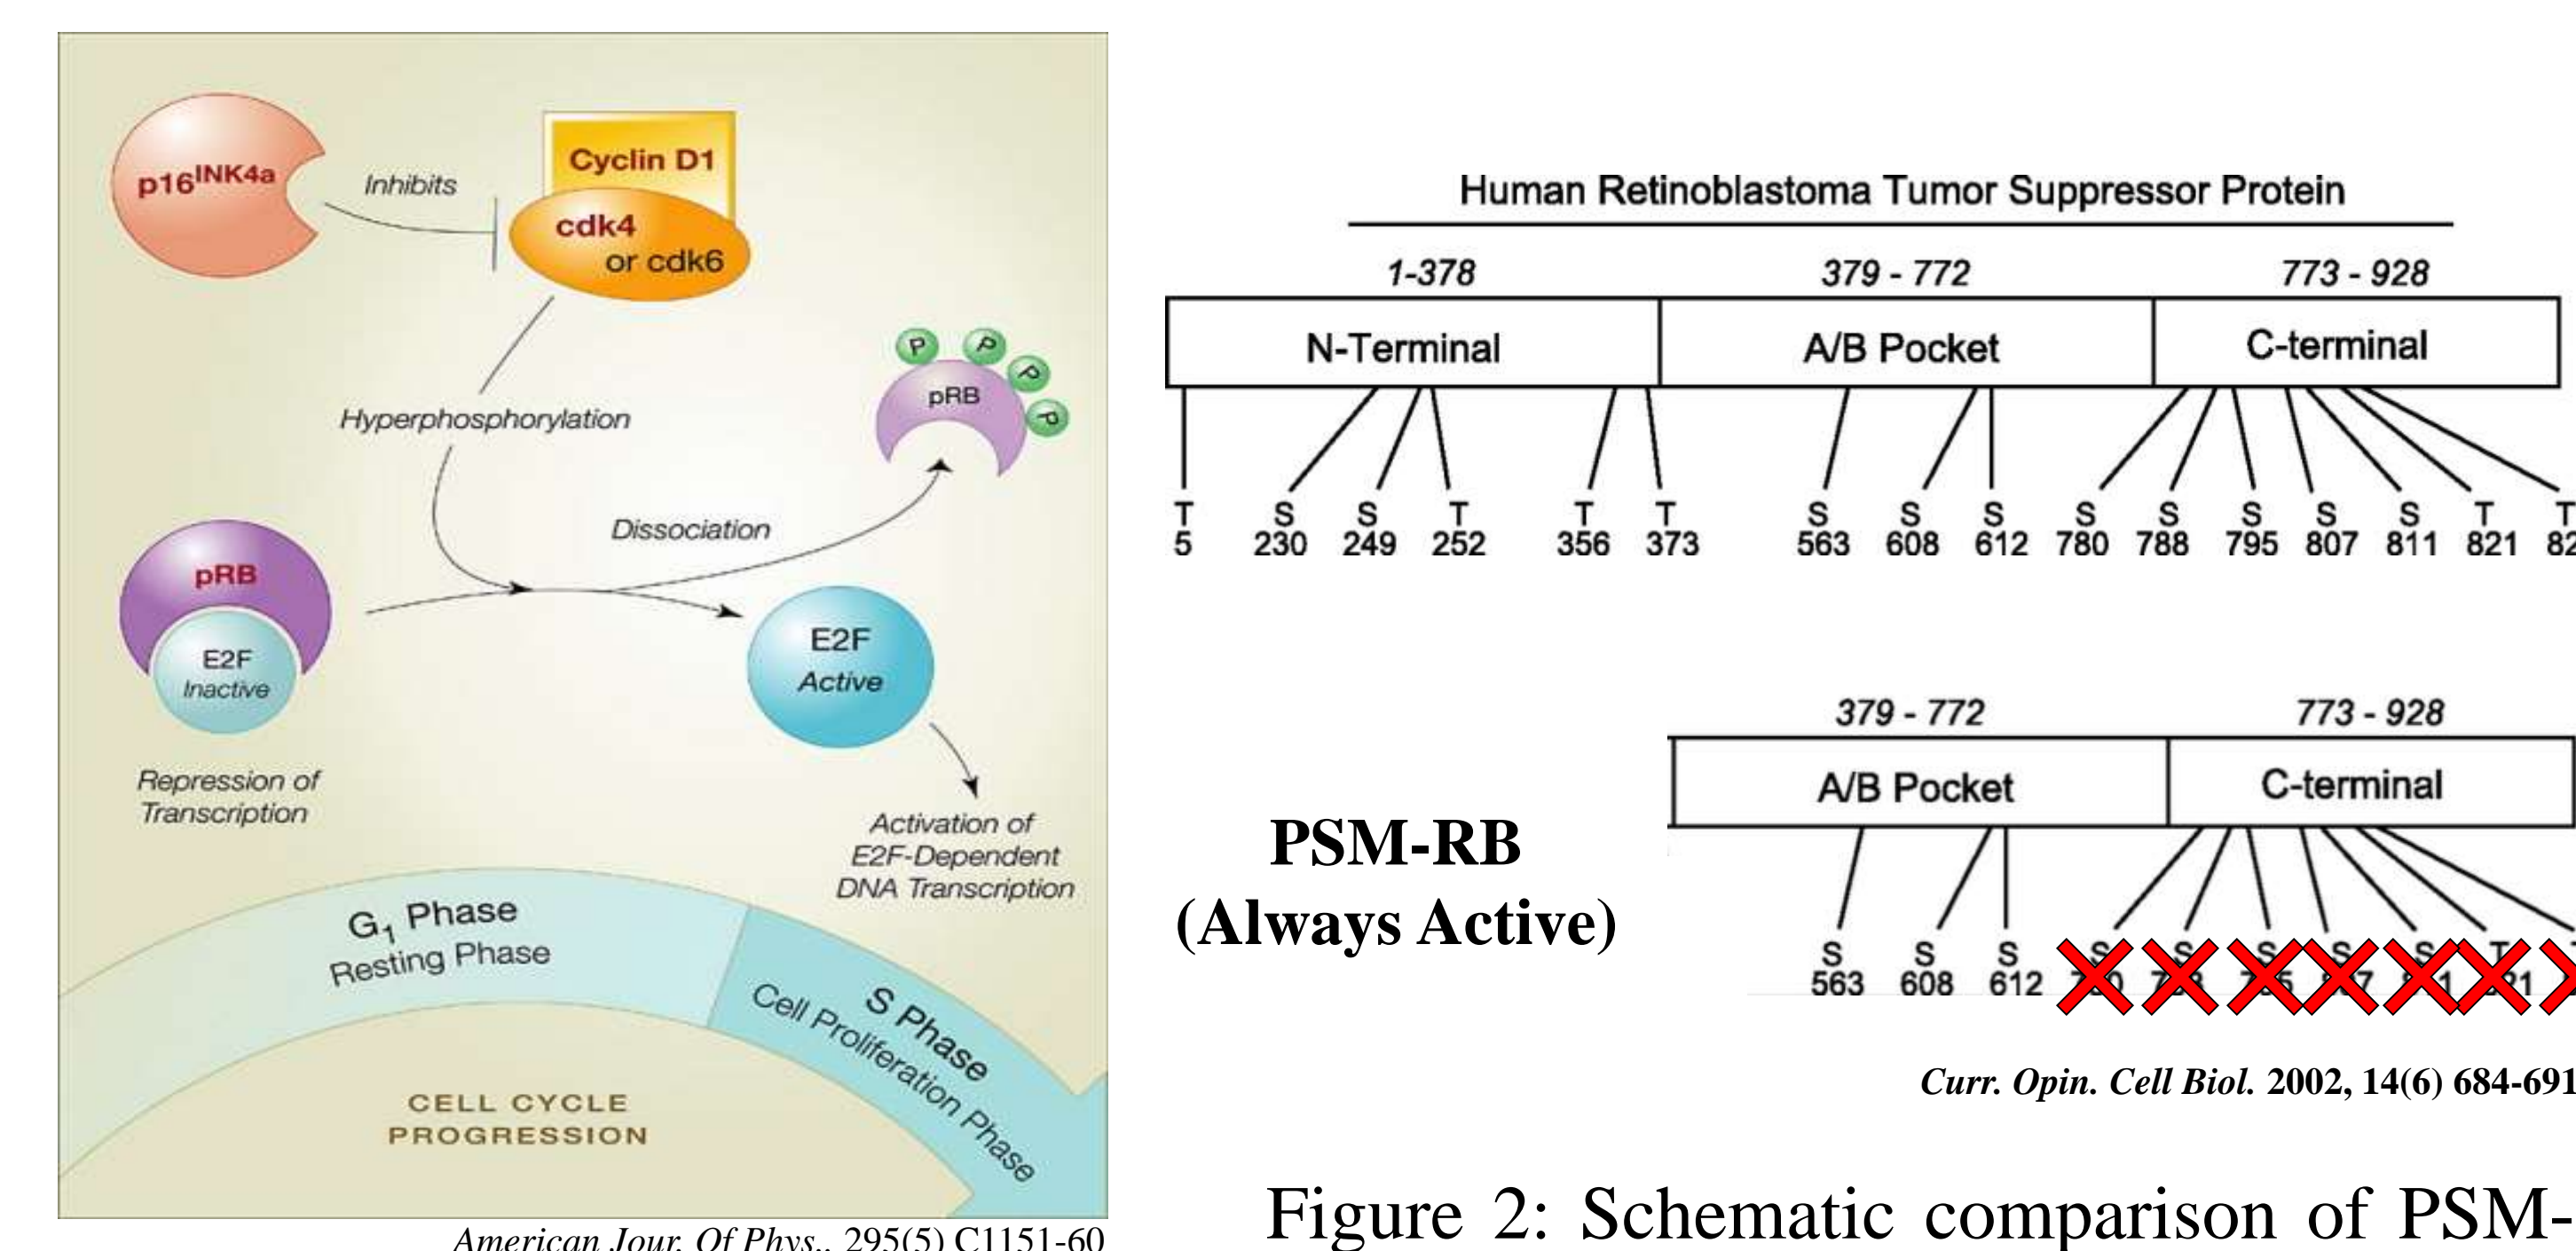 p16INK4a
Inhibits
Cyclin D1
cdk4
or cdk6
P P P P
pRB
Hyperphosphorylation
Dissociation
pRB
E2F
Inactive
E2F
Active
Repression of
Transcription
Activation of
E2F-Dependent
DNA Transcription
G1 Phase
Resting Phase
S Phase
Cell Proliferation Phase
CELL CYCLE
PROGRESSION
American Jour. Of Phys., 295(5) C1151-60
Human Retinoblastoma Tumor Suppressor Protein
1-378 379 - 772 773 - 928
N-Terminal A/B Pocket C-terminal
T S S T T T S S S S S S S S T T
5 230 249 252 356 373 563 608 612 780 788 795 807 811 821 82
379 - 772 773 - 928
A/B Pocket C-terminal
PSM-RB
(Always Active)
S S S S S S S S T
563 608 612
Curr. Opin. Cell Biol. 2002, 14(6) 684-691
Figure 2: Schematic comparison of PSM-